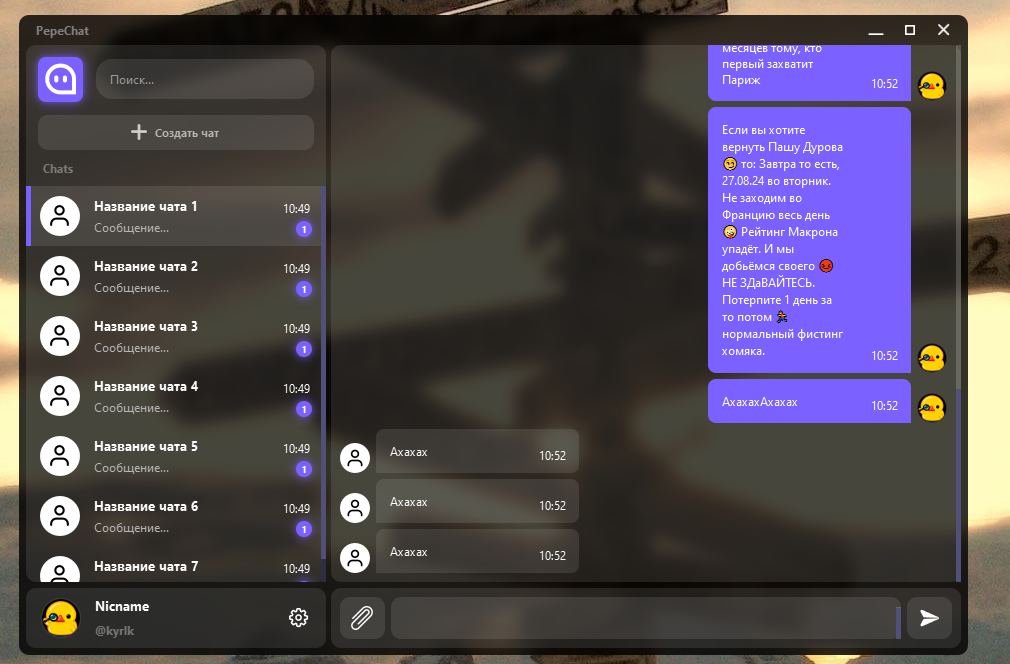 PepeChat
Поиск...
Создать чат
Chats
Название чата 1
10:49
Сообщение...
1
Название чата 2
10:49
Сообщение...
1
Название чата 3
10:49
Сообщение...
1
Название чата 4
10:49
Сообщение...
1
Название чата 5
10:49
Сообщение...
1
Название чата 6
10:49
Сообщение...
1
Название чата 7
10:49
Nicname
@kyrlk
месяцев тому, кто
первый захватит
Париж
10:52
Если вы хотите
вернуть Пашу Дурова
😏 то: Завтра то есть,
27.08.24 во вторник.
Не заходим во
Францию весь день
🤪 Рейтинг Макрона
упадёт. И мы
добьёмся своего 😡
НЕ ЗДаВАЙТЕСЬ.
Потерпите 1 день за
то потом
нормальный фистинг
хомяка.
10:52
АхахахАхахах
10:52
Ахахах
10:52
Ахахах
10:52
Ахахах
10:52
2